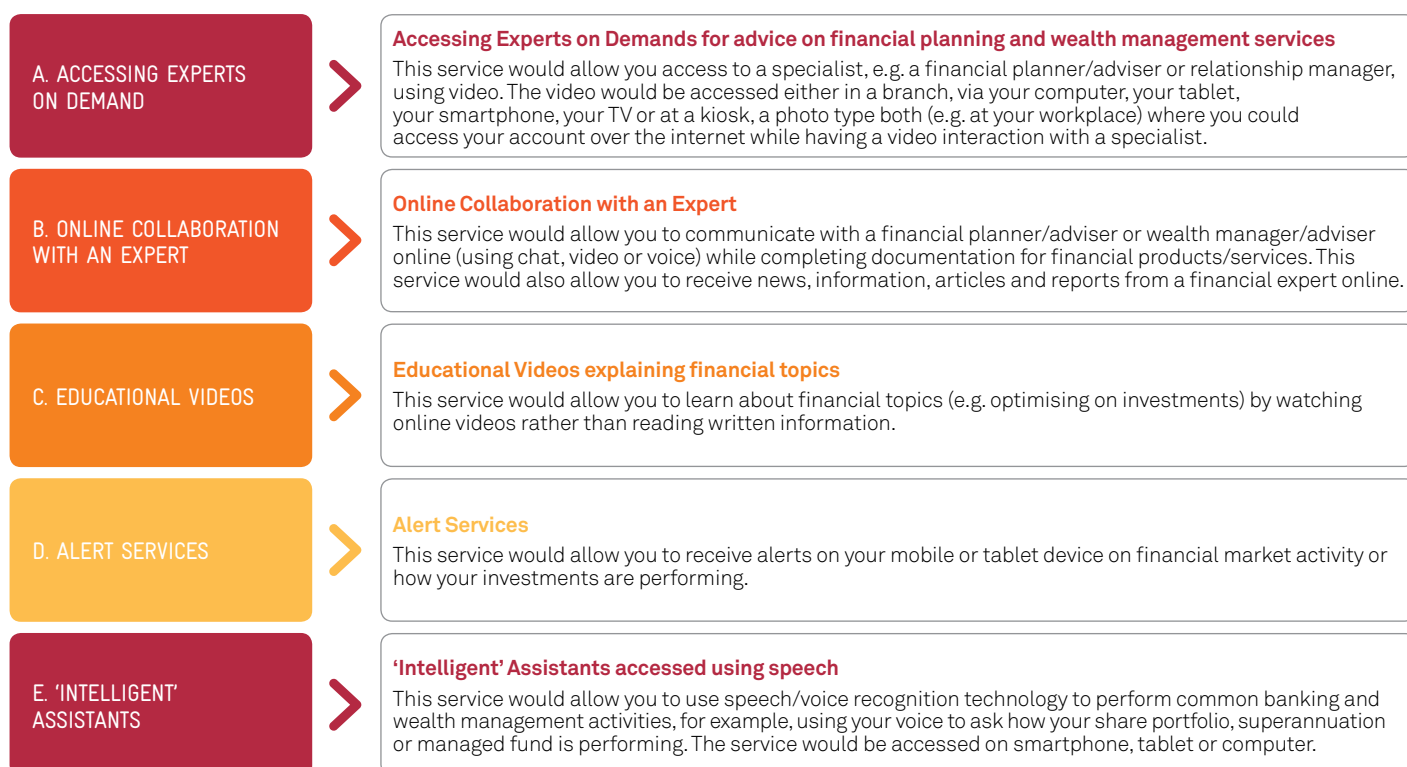 A. ACCESSING EXPERTS
ON DEMAND
Accessing Experts on Demands for advice on financial planning and wealth management services
This service would allow you access to a specialist, e.g. a financial planner/adviser or relationship manager,
using video. The video would be accessed either in a branch, via your computer, your tablet,
your smartphone, your TV or at a kiosk, a photo type both (e.g. at your workplace) where you could
access your account over the internet while having a video interaction with a specialist.
B. ONLINE COLLABORATION
WITH AN EXPERT
Online Collaboration with an Expert
This service would allow you to communicate with a financial planner/adviser or wealth manager/adviser
online (using chat, video or voice) while completing documentation for financial products/services. This
service would also allow you to receive news, information, articles and reports from a financial expert online.
C. EDUCATIONAL VIDEOS
Educational Videos explaining financial topics
This service would allow you to learn about financial topics (e.g. optimising on investments) by watching
online videos rather than reading written information.
D. ALERT SERVICES
Alert Services
This service would allow you to receive alerts on your mobile or tablet device on financial market activity or
how your investments are performing.
E. 'INTELLIGENT'
ASSISTANTS
‘Intelligent’ Assistants accessed using speech
This service would allow you to use speech/voice recognition technology to perform common banking and
wealth management activities, for example, using your voice to ask how your share portfolio, superannuation
or managed fund is performing. The service would be accessed on smartphone, tablet or computer.